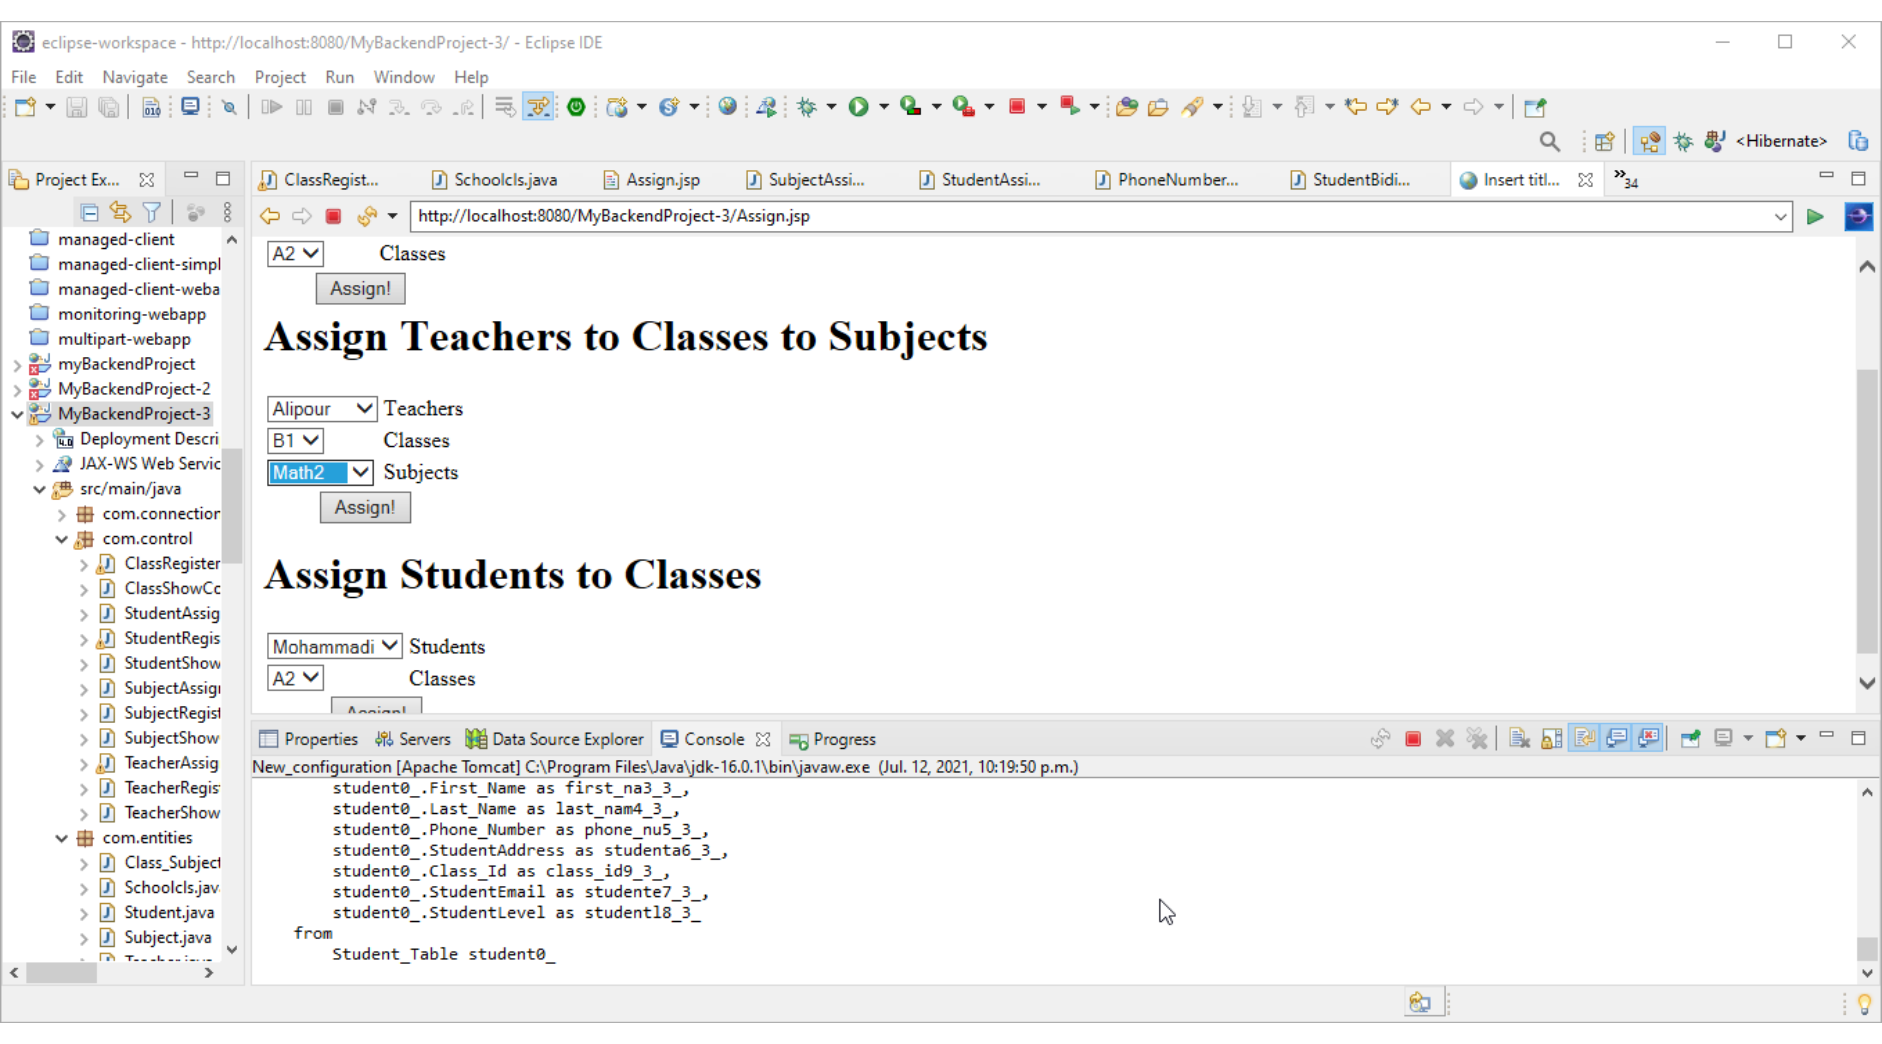 eclipse-workspace - http://localhost:8080/MyBackendProject-3/ - Eclipse IDE
File Edit Navigate Search Project Run Window Help
<Hibernate>
Project Ex...
ClassRegist... Schoolcls.java Assign.jsp SubjectAssi... StudentAssi... PhoneNumber... StudentBidi... Insert titl... »34
http://localhost:8080/MyBackendProject-3/Assign.jsp
managed-client
managed-client-simpl
managed-client-weba
monitoring-webapp
multipart-webapp
myBackendProject
MyBackendProject-2
MyBackendProject-3
Deployment Descri
JAX-WS Web Servic
src/main/java
com.connection
com.control
ClassRegister
ClassShowCo
StudentAssig
StudentRegis
StudentShow
SubjectAssig
SubjectRegist
SubjectShow
TeacherAssig
TeacherRegis
TeacherShow
com.entities
Class_Subject
Schoolcls.jav
Student.java
Subject.java
A2 Classes
Assign!
Assign Teachers to Classes to Subjects
Alipour Teachers
B1 Classes
Math2 Subjects
Assign!
Assign Students to Classes
Mohammadi Students
A2 Classes
Assign!
Properties Servers Data Source Explorer Console Progress
New_configuration [Apache Tomcat] C:\Program Files\Java\jdk-16.0.1\bin\javaw.exe (Jul. 12, 2021, 10:19:50 p.m.)
student0_.First_Name as first_na3_3_,
student0_.Last_Name as last_nam4_3_,
student0_.Phone_Number as phone_nu5_3_,
student0_.StudentAddress as studenta6_3_,
student0_.Class_Id as class_id9_3_,
student0_.StudentEmail as studente7_3_,
student0_.StudentLevel as studentl8_3_
from
Student_Table student0_